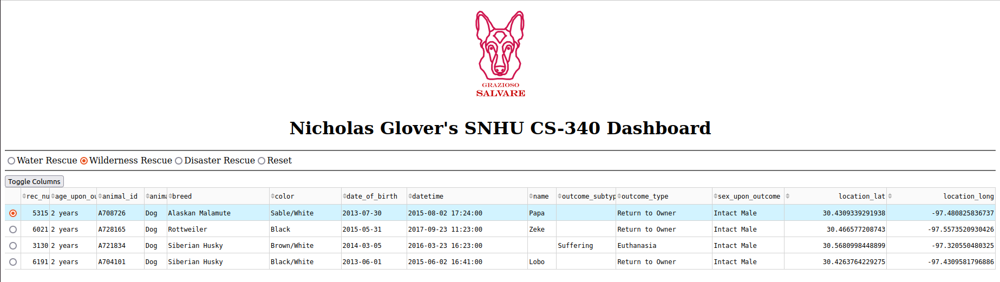 GRAZIOSO
SALVARE
Nicholas Glover's SNHU CS-340 Dashboard
Water Rescue Wilderness Rescue Disaster Rescue Reset
Toggle Columns
rec_nu age_upon_ou animal_id anima breed color date_of_birth datetime name outcome_subtyp outcome_type sex_upon_outcome location_lat location_long
5315 2 years A708726 Dog Alaskan Malamute Sable/White 2013-07-30 2015-08-02 17:24:00 Papa Return to Owner Intact Male 30.4309339291938 -97.480825836737
6021 2 years A728165 Dog Rottweiler Black 2015-05-31 2017-09-23 11:23:00 Zeke Return to Owner Intact Male 30.466577208743 -97.5573520930426
3130 2 years A721834 Dog Siberian Husky Brown/White 2014-03-05 2016-03-23 16:23:00 Suffering Euthanasia Intact Male 30.5680998448899 -97.320550480325
6191 2 years A704101 Dog Siberian Husky Black/White 2013-06-01 2015-06-02 16:41:00 Lobo Return to Owner Intact Male 30.4263764229275 -97.4309581796886